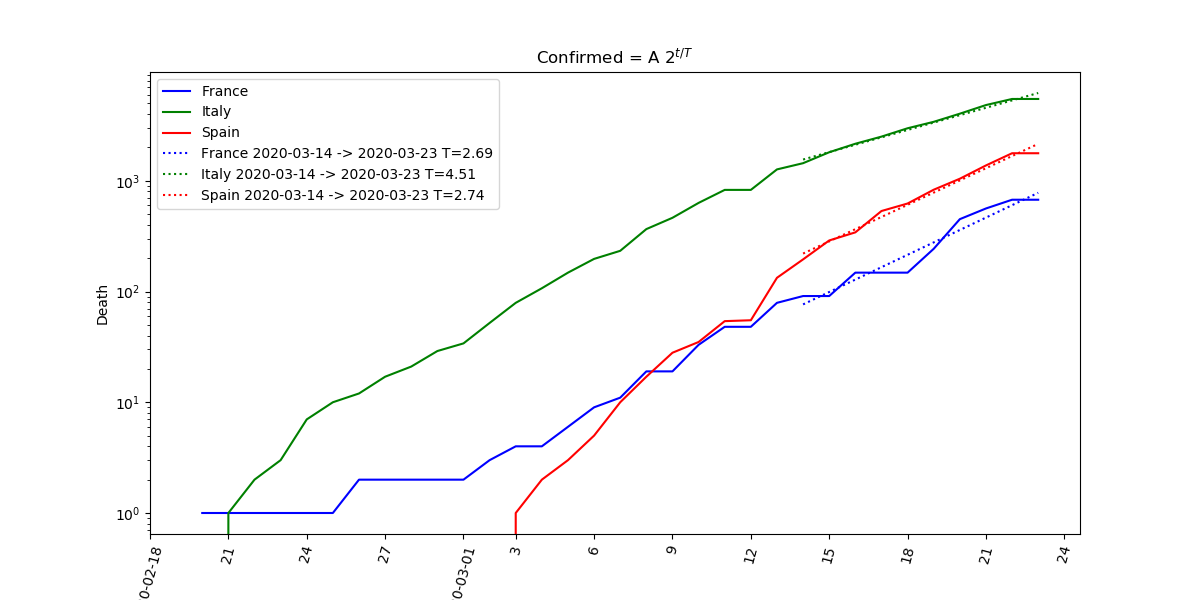 Confirmed = A 2^{t/T}
France
Italy
Spain
France 2020-03-14 -> 2020-03-23 T=2.69
Italy 2020-03-14 -> 2020-03-23 T=4.51
Spain 2020-03-14 -> 2020-03-23 T=2.74
Death
10^3
10^2
10^1
10^0
0-02-18
21
24
27
0-03-01
3
6
9
12
15
18
21
24